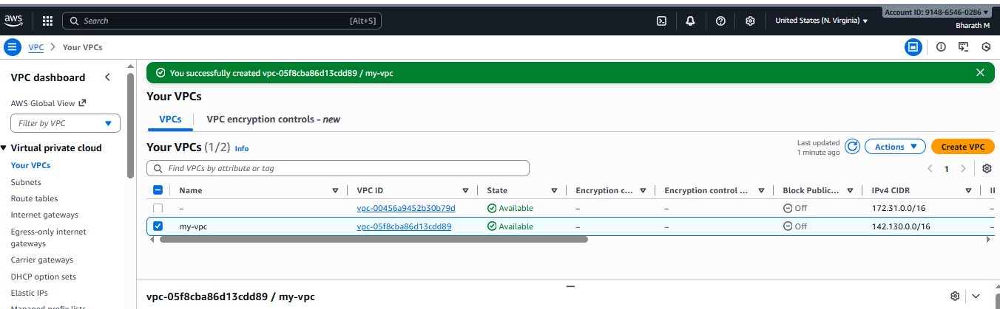 aws
Search [Alt+S]
United States (N. Virginia)
Account ID: 9148-6546-0286
Bharath M
VPC > Your VPCs
VPC dashboard
AWS Global View
Filter by VPC
Virtual private cloud
Your VPCs
Subnets
Route tables
Internet gateways
Egress-only internet
gateways
Carrier gateways
DHCP option sets
Elastic IPs
Managed prefix lists
You successfully created vpc-05f8cba86d13cdd89 / my-vpc
Your VPCs
VPCs VPC encryption controls - new
Your VPCs (1/2) Info
Last updated
1 minute ago
Actions
Create VPC
Find VPCs by attribute or tag
1
Name VPC ID State Encryption c... Encryption control ... Block Public... IPv4 CIDR
– vpc-00456a9452b30b79d Available – – Off 172.31.0.0/16 –
my-vpc vpc-05f8cba86d13cdd89 Available – – Off 142.130.0.0/16 –
vpc-05f8cba86d13cdd89 / my-vpc